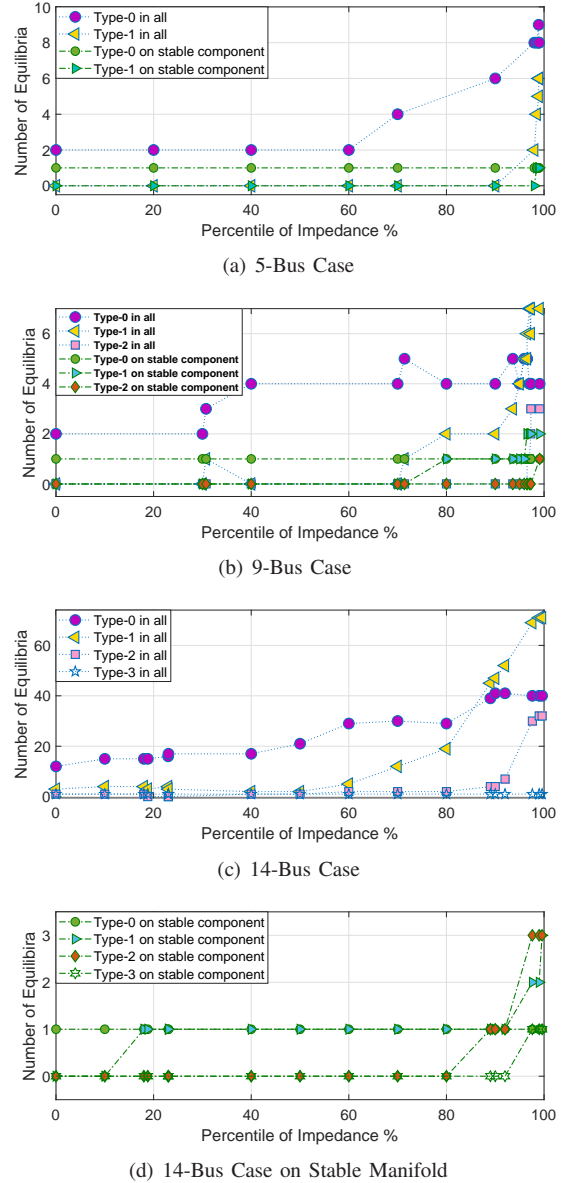 10
8
6
4
2
0
Number of Equilibria
Type-0 in all
Type-1 in all
Type-0 on stable component
Type-1 on stable component
0 20 40 60 80 100
Percentile of Impedance %
(a) 5-Bus Case
6
4
2
0
Number of Equilibria
Type-0 in all
Type-1 in all
Type-2 in all
Type-0 on stable component
Type-1 on stable component
Type-2 on stable component
0 20 40 60 80 100
Percentile of Impedance %
(b) 9-Bus Case
60
40
20
0
Number of Equilibria
Type-0 in all
Type-1 in all
Type-2 in all
Type-3 in all
0 20 40 60 80 100
Percentile of Impedance %
(c) 14-Bus Case
3
2
1
0
Number of Equilibira
Type-0 on stable component
Type-1 on stable component
Type-2 on stable component
Type-3 on stable component
0 20 40 60 80 100
Percentile of Impedance %
(d) 14-Bus Case on Stable Manifold